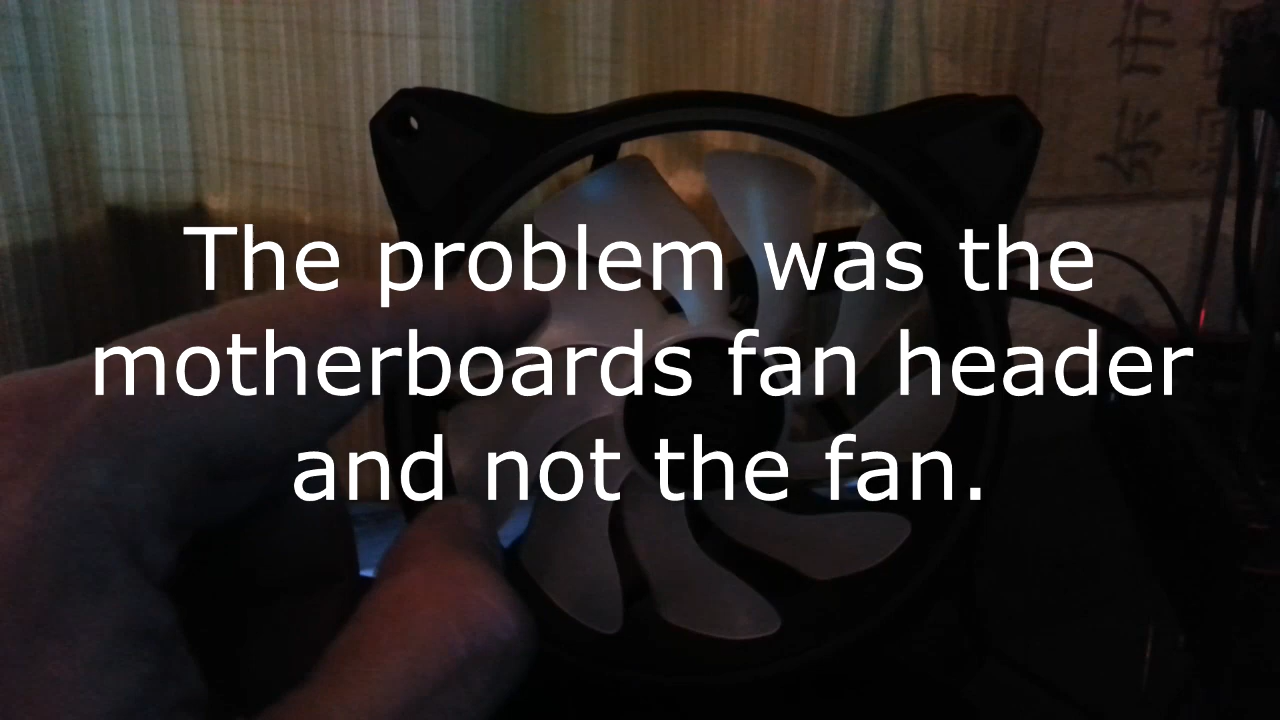 The problem was the
motherboards fan header
and not the fan.